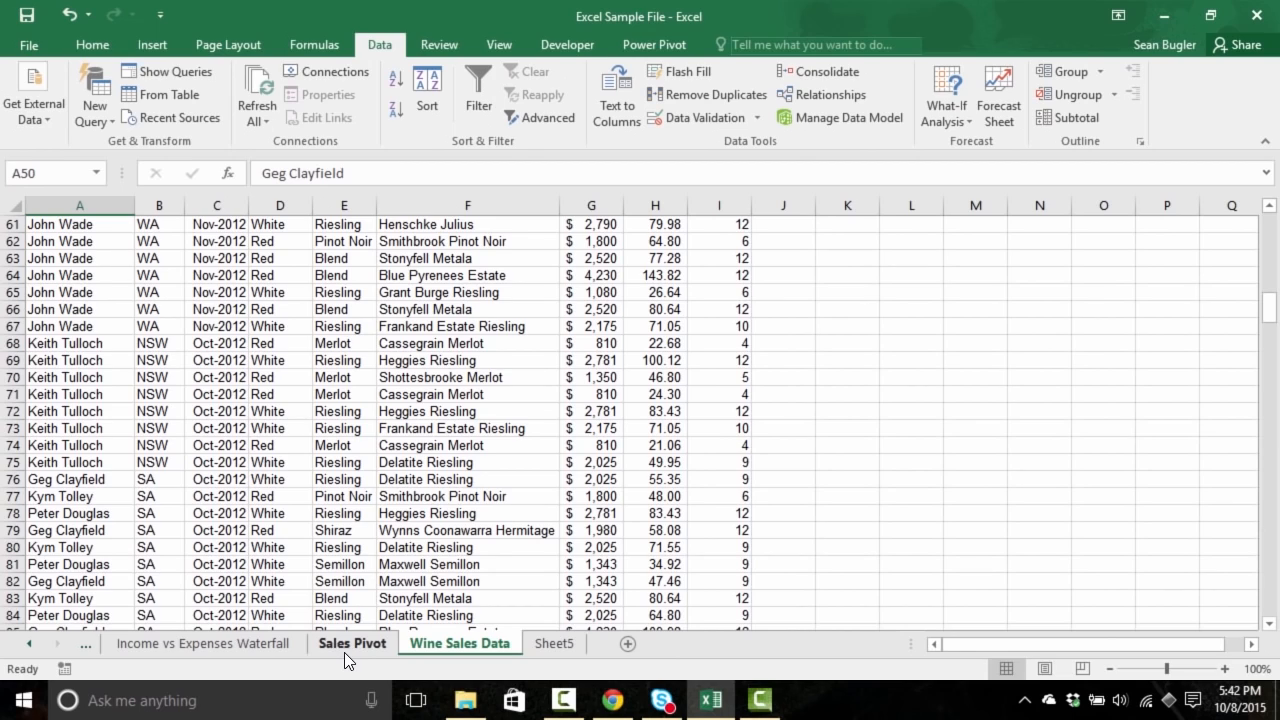 Excel Sample File - Excel
File Home Insert Page Layout Formulas Data Review View Developer Power Pivot Tell me what you want to do... Sean Bugler Share
Get External Data
New Query
Show Queries
From Table
Recent Sources
Get & Transform
Refresh All
Connections
Properties
Edit Links
Connections
Sort
Filter
Clear
Reapply
Advanced
Sort & Filter
Text to Columns
Flash Fill
Remove Duplicates
Data Validation
Consolidate
Relationships
Manage Data Model
Data Tools
What-If Analysis
Forecast Sheet
Forecast
Group
Ungroup
Subtotal
Outline
A50 fx Geg Clayfield
A B C D E F G H I J K L M N O P Q
61 John Wade WA Nov-2012 White Riesling Henschke Julius $ 2,790 79.98 12
62 John Wade WA Nov-2012 Red Pinot Noir Smithbrook Pinot Noir $ 1,800 64.80 6
63 John Wade WA Nov-2012 Red Blend Stonyfell Metala $ 2,520 77.28 12
64 John Wade WA Nov-2012 Red Blend Blue Pyrenees Estate $ 4,230 143.82 12
65 John Wade WA Nov-2012 White Riesling Grant Burge Riesling $ 1,080 26.64 6
66 John Wade WA Nov-2012 Red Blend Stonyfell Metala $ 2,520 80.64 12
67 John Wade WA Nov-2012 White Riesling Frankand Estate Riesling $ 2,175 71.05 10
68 Keith Tulloch NSW Oct-2012 Red Merlot Cassegrain Merlot $ 810 22.68 4
69 Keith Tulloch NSW Oct-2012 White Riesling Heggies Riesling $ 2,781 100.12 12
70 Keith Tulloch NSW Oct-2012 Red Merlot Shottesbrooke Merlot $ 1,350 46.80 5
71 Keith Tulloch NSW Oct-2012 Red Merlot Cassegrain Merlot $ 810 24.30 4
72 Keith Tulloch NSW Oct-2012 White Riesling Heggies Riesling $ 2,781 83.43 12
73 Keith Tulloch NSW Oct-2012 White Riesling Frankand Estate Riesling $ 2,175 71.05 10
74 Keith Tulloch NSW Oct-2012 Red Merlot Cassegrain Merlot $ 810 21.06 4
75 Keith Tulloch NSW Oct-2012 White Riesling Delatite Riesling $ 2,025 49.95 9
76 Geg Clayfield SA Oct-2012 White Riesling Delatite Riesling $ 2,025 55.35 9
77 Kym Tolley SA Oct-2012 Red Pinot Noir Smithbrook Pinot Noir $ 1,800 48.00 6
78 Peter Douglas SA Oct-2012 White Riesling Heggies Riesling $ 2,781 83.43 12
79 Geg Clayfield SA Oct-2012 Red Shiraz Wynns Coonawarra Hermitage $ 1,980 58.08 12
80 Kym Tolley SA Oct-2012 White Riesling Delatite Riesling $ 2,025 71.55 9
81 Peter Douglas SA Oct-2012 White Semillon Maxwell Semillon $ 1,343 34.92 9
82 Geg Clayfield SA Oct-2012 White Semillon Maxwell Semillon $ 1,343 47.46 9
83 Kym Tolley SA Oct-2012 Red Blend Stonyfell Metala $ 2,520 80.64 12
84 Peter Douglas SA Oct-2012 White Riesling Delatite Riesling $ 2,025 64.80 9
... Income vs Expenses Waterfall Sales Pivot Wine Sales Data Sheet5
Ready 100%
Ask me anything 5:42 PM
10/8/2015